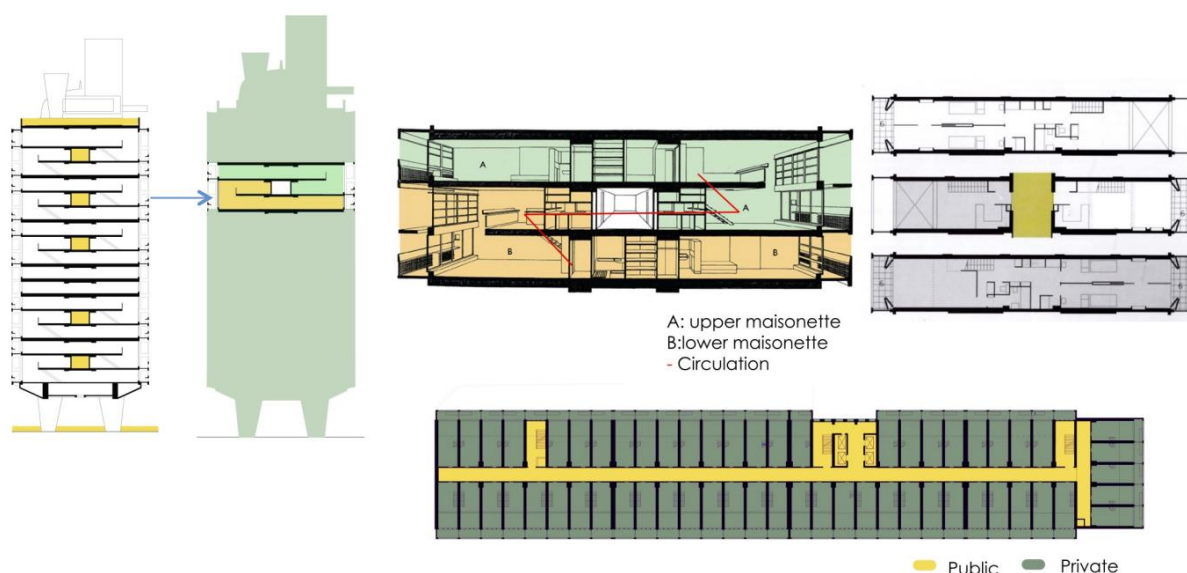 A
A
B
B
A: upper maisonette
B:lower maisonette
- Circulation
Public
Private